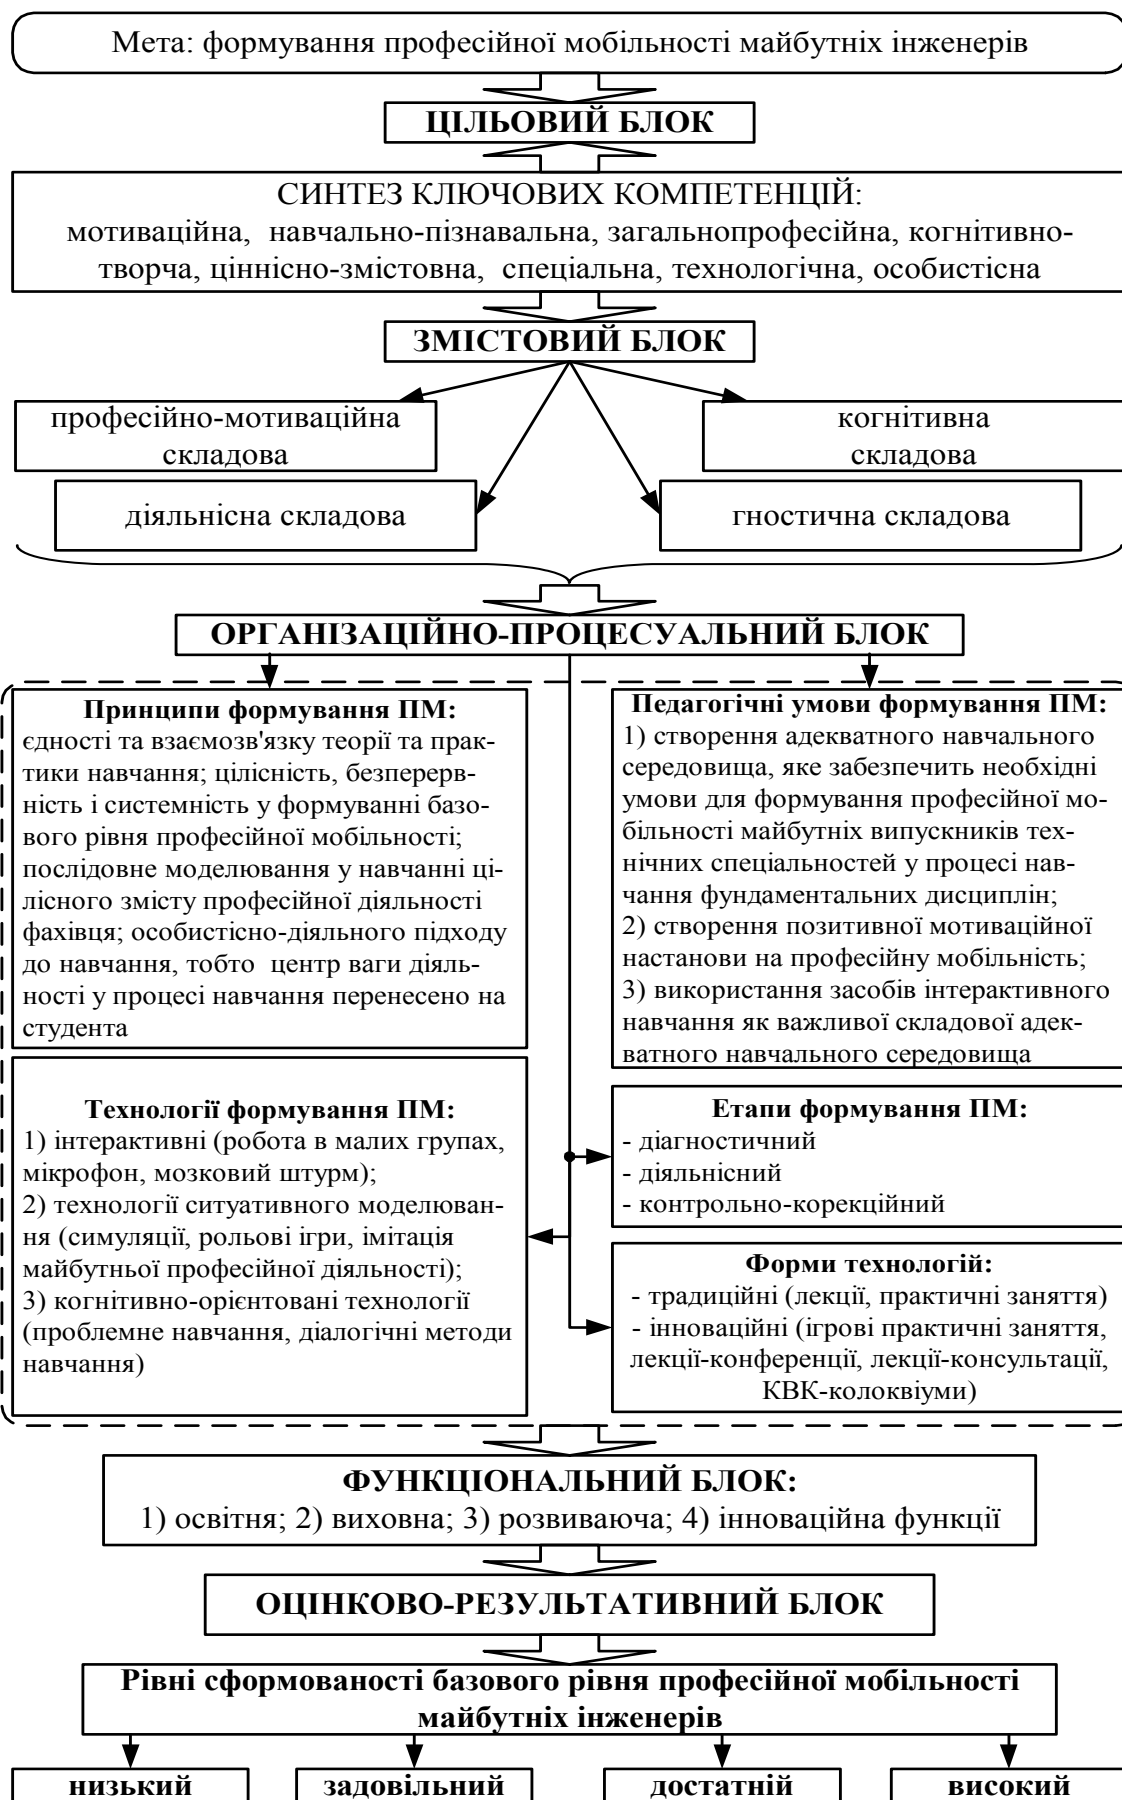 Мета: формування професійної мобільності майбутніх інженерів
ЦІЛЬОВИЙ БЛОК
СИНТЕЗ КЛЮЧОВИХ КОМПЕТЕНЦІЙ:
мотиваційна, навчально-пізнавальна, загальнопрофесійна, когнітивно-
творча, ціннісно-змістовна, спеціальна, технологічна, особистісна
ЗМІСТОВИЙ БЛОК
професійно-мотиваційна
складова
когнітивна
складова
діяльнісна складова
гностична складова
ОРГАНІЗАЦІЙНО-ПРОЦЕСУАЛЬНИЙ БЛОК
Принципи формування ПМ:
єдності та взаємозв'язку теорії та прак-
тики навчання; цілісність, безперерв-
ність і системність у формуванні базо-
вого рівня професійної мобільності;
послідовне моделювання у навчанні ці-
лісного змісту професійної діяльності
фахівця; особистісно-діяльного підходу
до навчання, тобто центр ваги діяль-
ності у процесі навчання перенесено на
студента
Педагогічні умови формування ПМ:
1) створення адекватного навчального
середовища, яке забезпечить необхідні
умови для формування професійної мо-
більності майбутніх випускників тех-
нічних спеціальностей у процесі нав-
чання фундаментальних дисциплін;
2) створення позитивної мотиваційної
настанови на професійну мобільність;
3) використання засобів інтерактивного
навчання як важливої складової адек-
ватного навчального середовища
Технології формування ПМ:
1) інтерактивні (робота в малих групах,
мікрофон, мозковий штурм);
2) технології ситуативного моделюван-
ня (симуляції, рольові ігри, імітація
майбутньої професійної діяльності);
3) когнітивно-орієнтовані технології
(проблемне навчання, діалогічні методи
навчання)
Етапи формування ПМ:
- діагностичний
- діяльнісний
- контрольно-корекційний
Форми технологій:
- традиційні (лекції, практичні заняття)
- інноваційні (ігрові практичні заняття,
лекції-конференції, лекції-консультації,
КВК-колоквіуми)
ФУНКЦІОНАЛЬНИЙ БЛОК:
1) освітня; 2) виховна; 3) розвиваюча; 4) інноваційна функції
ОЦІНКОВО-РЕЗУЛЬТАТИВНИЙ БЛОК
Рівні сформованості базового рівня професійної мобільності
майбутніх інженерів
низький
задовільний
достатній
високий